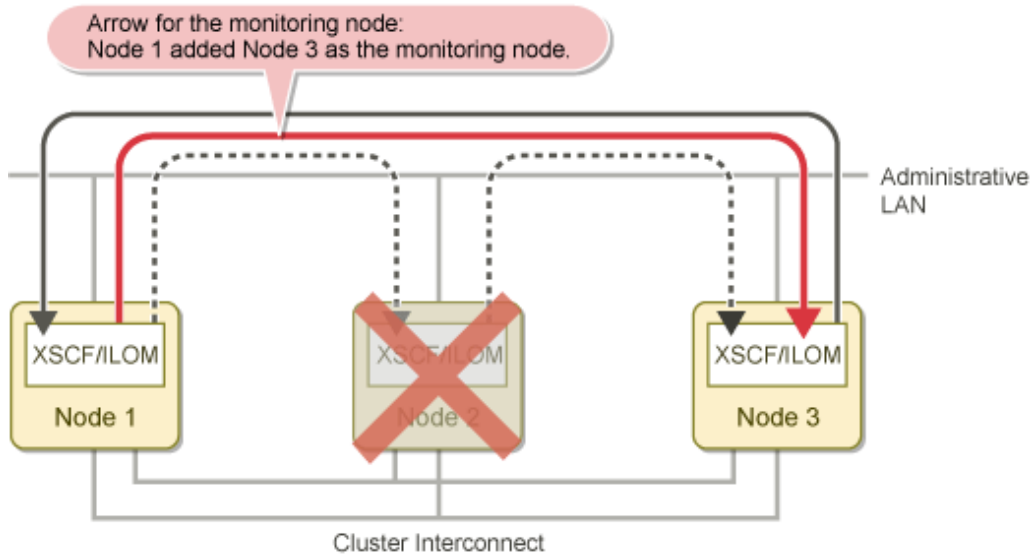 Arrow for the monitoring node:
Node 1 added Node 3 as the monitoring node.
Administrative
LAN
XSCF/ILOM
XSCF/ILOM
XSCF/ILOM
Node 1
Node 2
Node 3
Cluster Interconnect